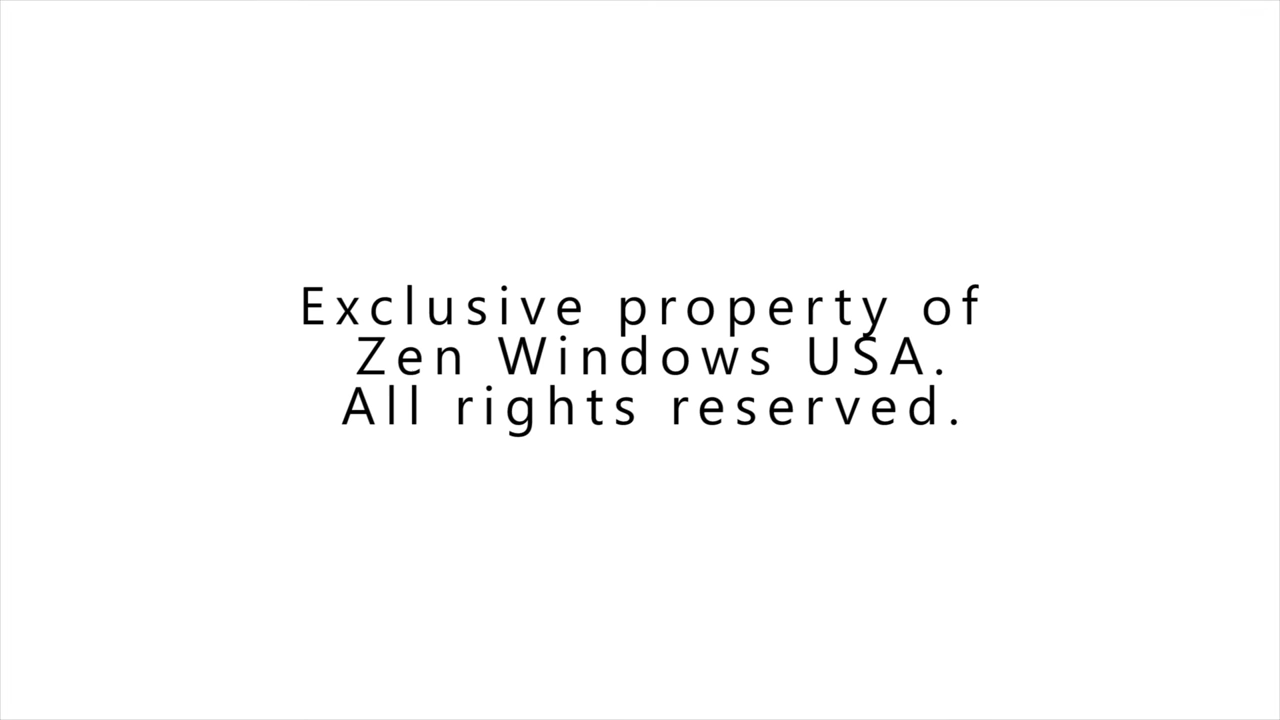 Exclusive property of
Zen Windows USA.
All rights reserved.